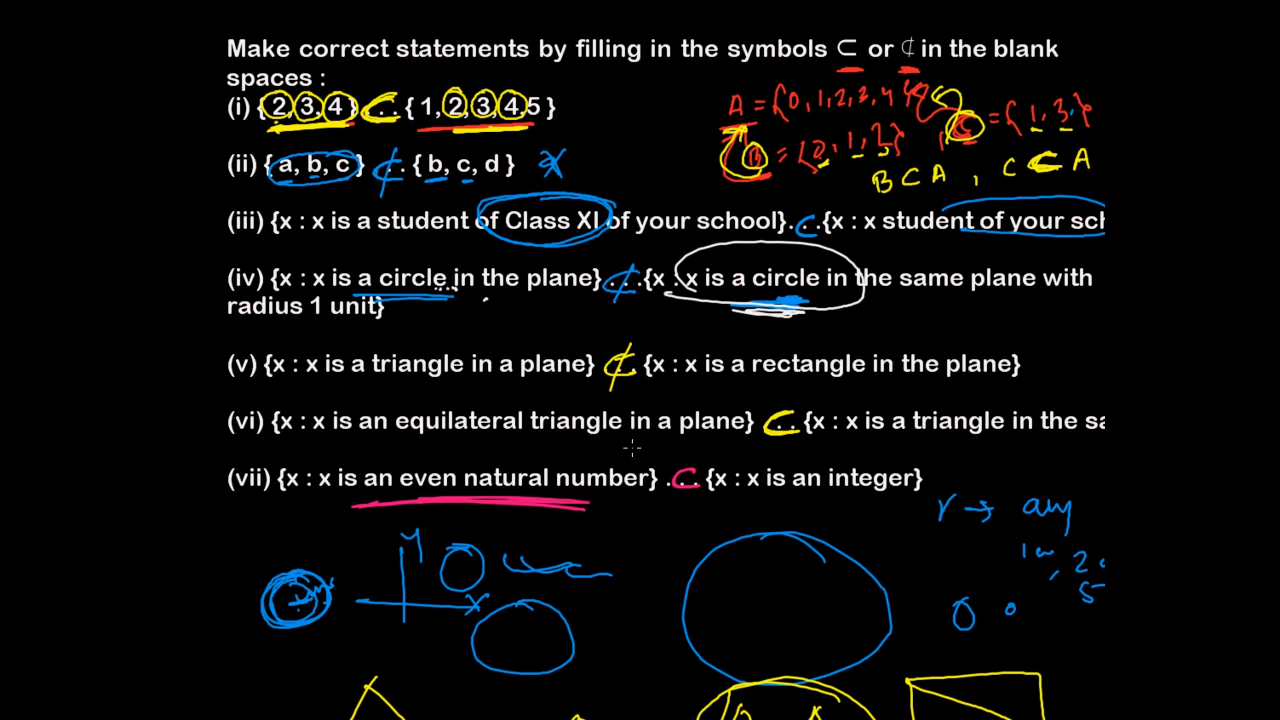 Make correct statements by filling in the symbols ⊂ or ⊄ in the blank
spaces :
(i) { 2, 3, 4 } ⊂ . . { 1, 2, 3, 4, 5 }
A = {0, 1, 2, 3, 4
= {0, 1, 2}
= {1, 3}
B ⊂ A , C ⊂ A
(ii) { a, b, c } ⊄ . { b, c, d }
(iii) {x : x is a student of Class XI of your school}. ⊂ .{x : x student of your sch
(iv) {x : x is a circle in the plane} ⊄ . .{x : x is a circle in the same plane with
radius 1 unit}
(v) {x : x is a triangle in a plane} ⊄ . {x : x is a rectangle in the plane}
(vi) {x : x is an equilateral triangle in a plane} ⊂ . . {x : x is a triangle in the sa
(vii) {x : x is an even natural number} . ⊂ . {x : x is an integer}
r → any
y
x
2
5